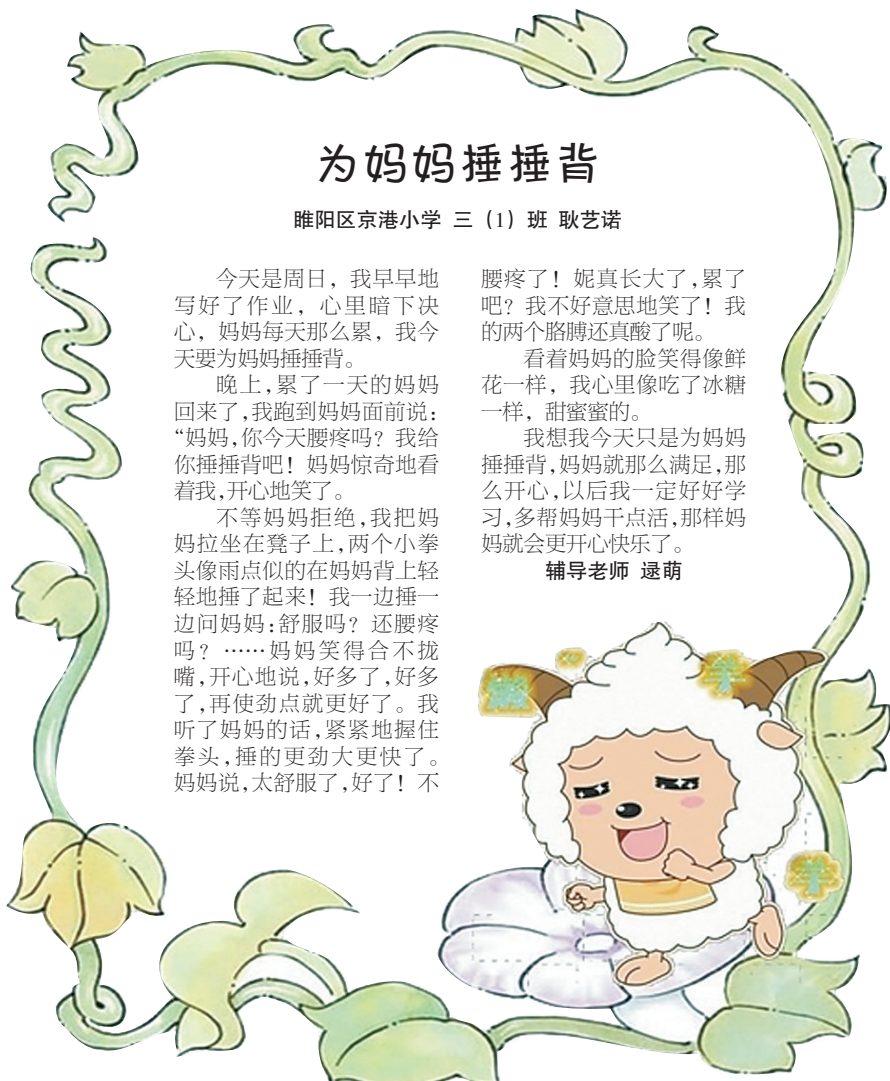 为妈妈捶捶背
睢阳区京港小学 三（1）班 耿艺诺
今天是周日，我早早地
写好了作业，心里暗下决
心，妈妈每天那么累，我今
天要为妈妈捶捶背。
晚上，累了一天的妈妈
回来了，我跑到妈妈面前说：
“妈妈，你今天腰疼吗？我给
你捶捶背吧！妈妈惊奇地看
着我，开心地笑了。
不等妈妈拒绝，我把妈
妈拉坐在凳子上，两个小拳
头像雨点似的在妈妈背上轻
轻地捶了起来！我一边捶一
边问妈妈：舒服吗？还腰疼
吗？……妈妈笑得合不拢
嘴，开心地说，好多了，好多
了，再使劲点就更好了。我
听了妈妈的话，紧紧地握住
拳头，捶的更劲大更快了。
妈妈说，太舒服了，好了！不
腰疼了！妮真长大了，累了
吧？我不好意思地笑了！我
的两个胳膊还真酸了呢。
看着妈妈的脸笑得像鲜
花一样，我心里像吃了冰糖
一样，甜蜜蜜的。
我想我今天只是为妈妈
捶捶背，妈妈就那么满足，那
么开心，以后我一定好好学
习，多帮妈妈干点活，那样妈
妈就会更开心快乐了。
辅导老师 逯萌
羊
羊